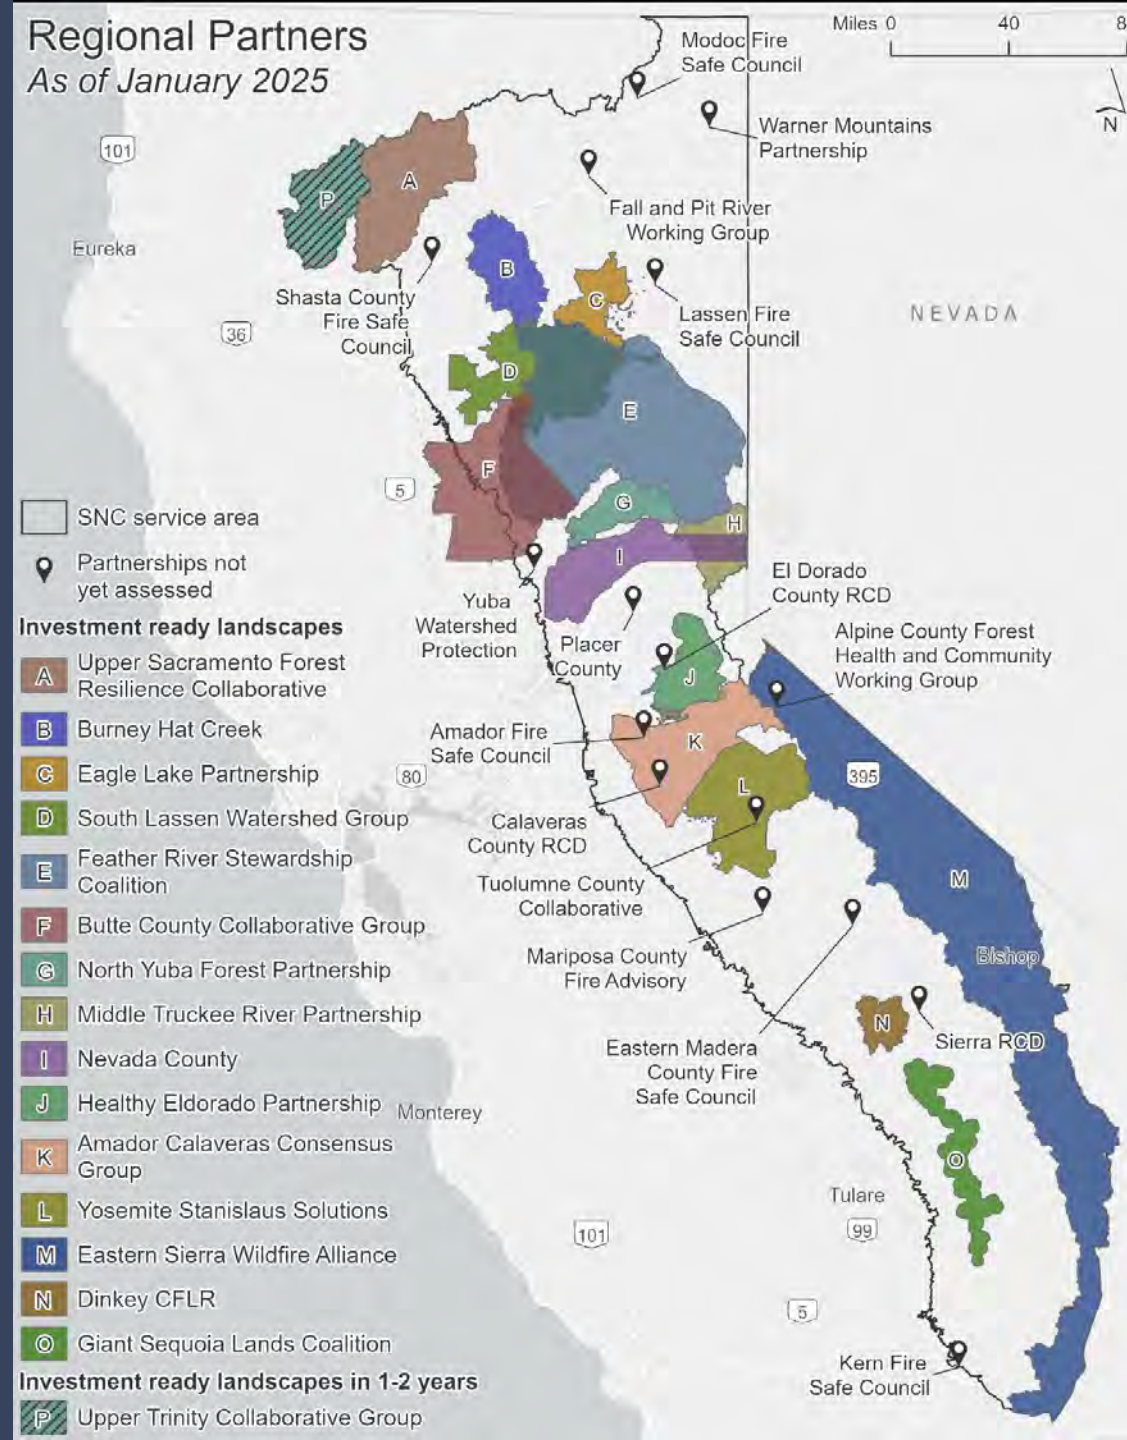 Regional Partners
As of January 2025
Miles 0 40 8
N
Modoc Fire
Safe Council
Warner Mountains
Partnership
101
P
A
Fall and Pit River
Working Group
Eureka
B
Shasta County
Fire Safe
Council
C
Lassen Fire
Safe Council
NEVADA
36
D
E
F
5
G
H
I
El Dorado
County RCD
Yuba
Watershed
Protection
Placer
County
Alpine County Forest
Health and Community
Working Group
J
Amador Fire
Safe Council
K
80
L
395
Calaveras
County RCD
Tuolumne County
Collaborative
M
Mariposa County
Fire Advisory
Bishop
N
Sierra RCD
Eastern Madera
County Fire
Safe Council
Monterey
O
Tulare
99
101
5
Kern Fire
Safe Council
SNC service area
Partnerships not
yet assessed
Investment ready landscapes
A Upper Sacramento Forest
Resilience Collaborative
B Burney Hat Creek
C Eagle Lake Partnership
D South Lassen Watershed Group
E Feather River Stewardship
Coalition
F Butte County Collaborative Group
G North Yuba Forest Partnership
H Middle Truckee River Partnership
I Nevada County
J Healthy Eldorado Partnership
K Amador Calaveras Consensus
Group
L Yosemite Stanislaus Solutions
M Eastern Sierra Wildfire Alliance
N Dinkey CFLR
O Giant Sequoia Lands Coalition
Investment ready landscapes in 1-2 years
P Upper Trinity Collaborative Group